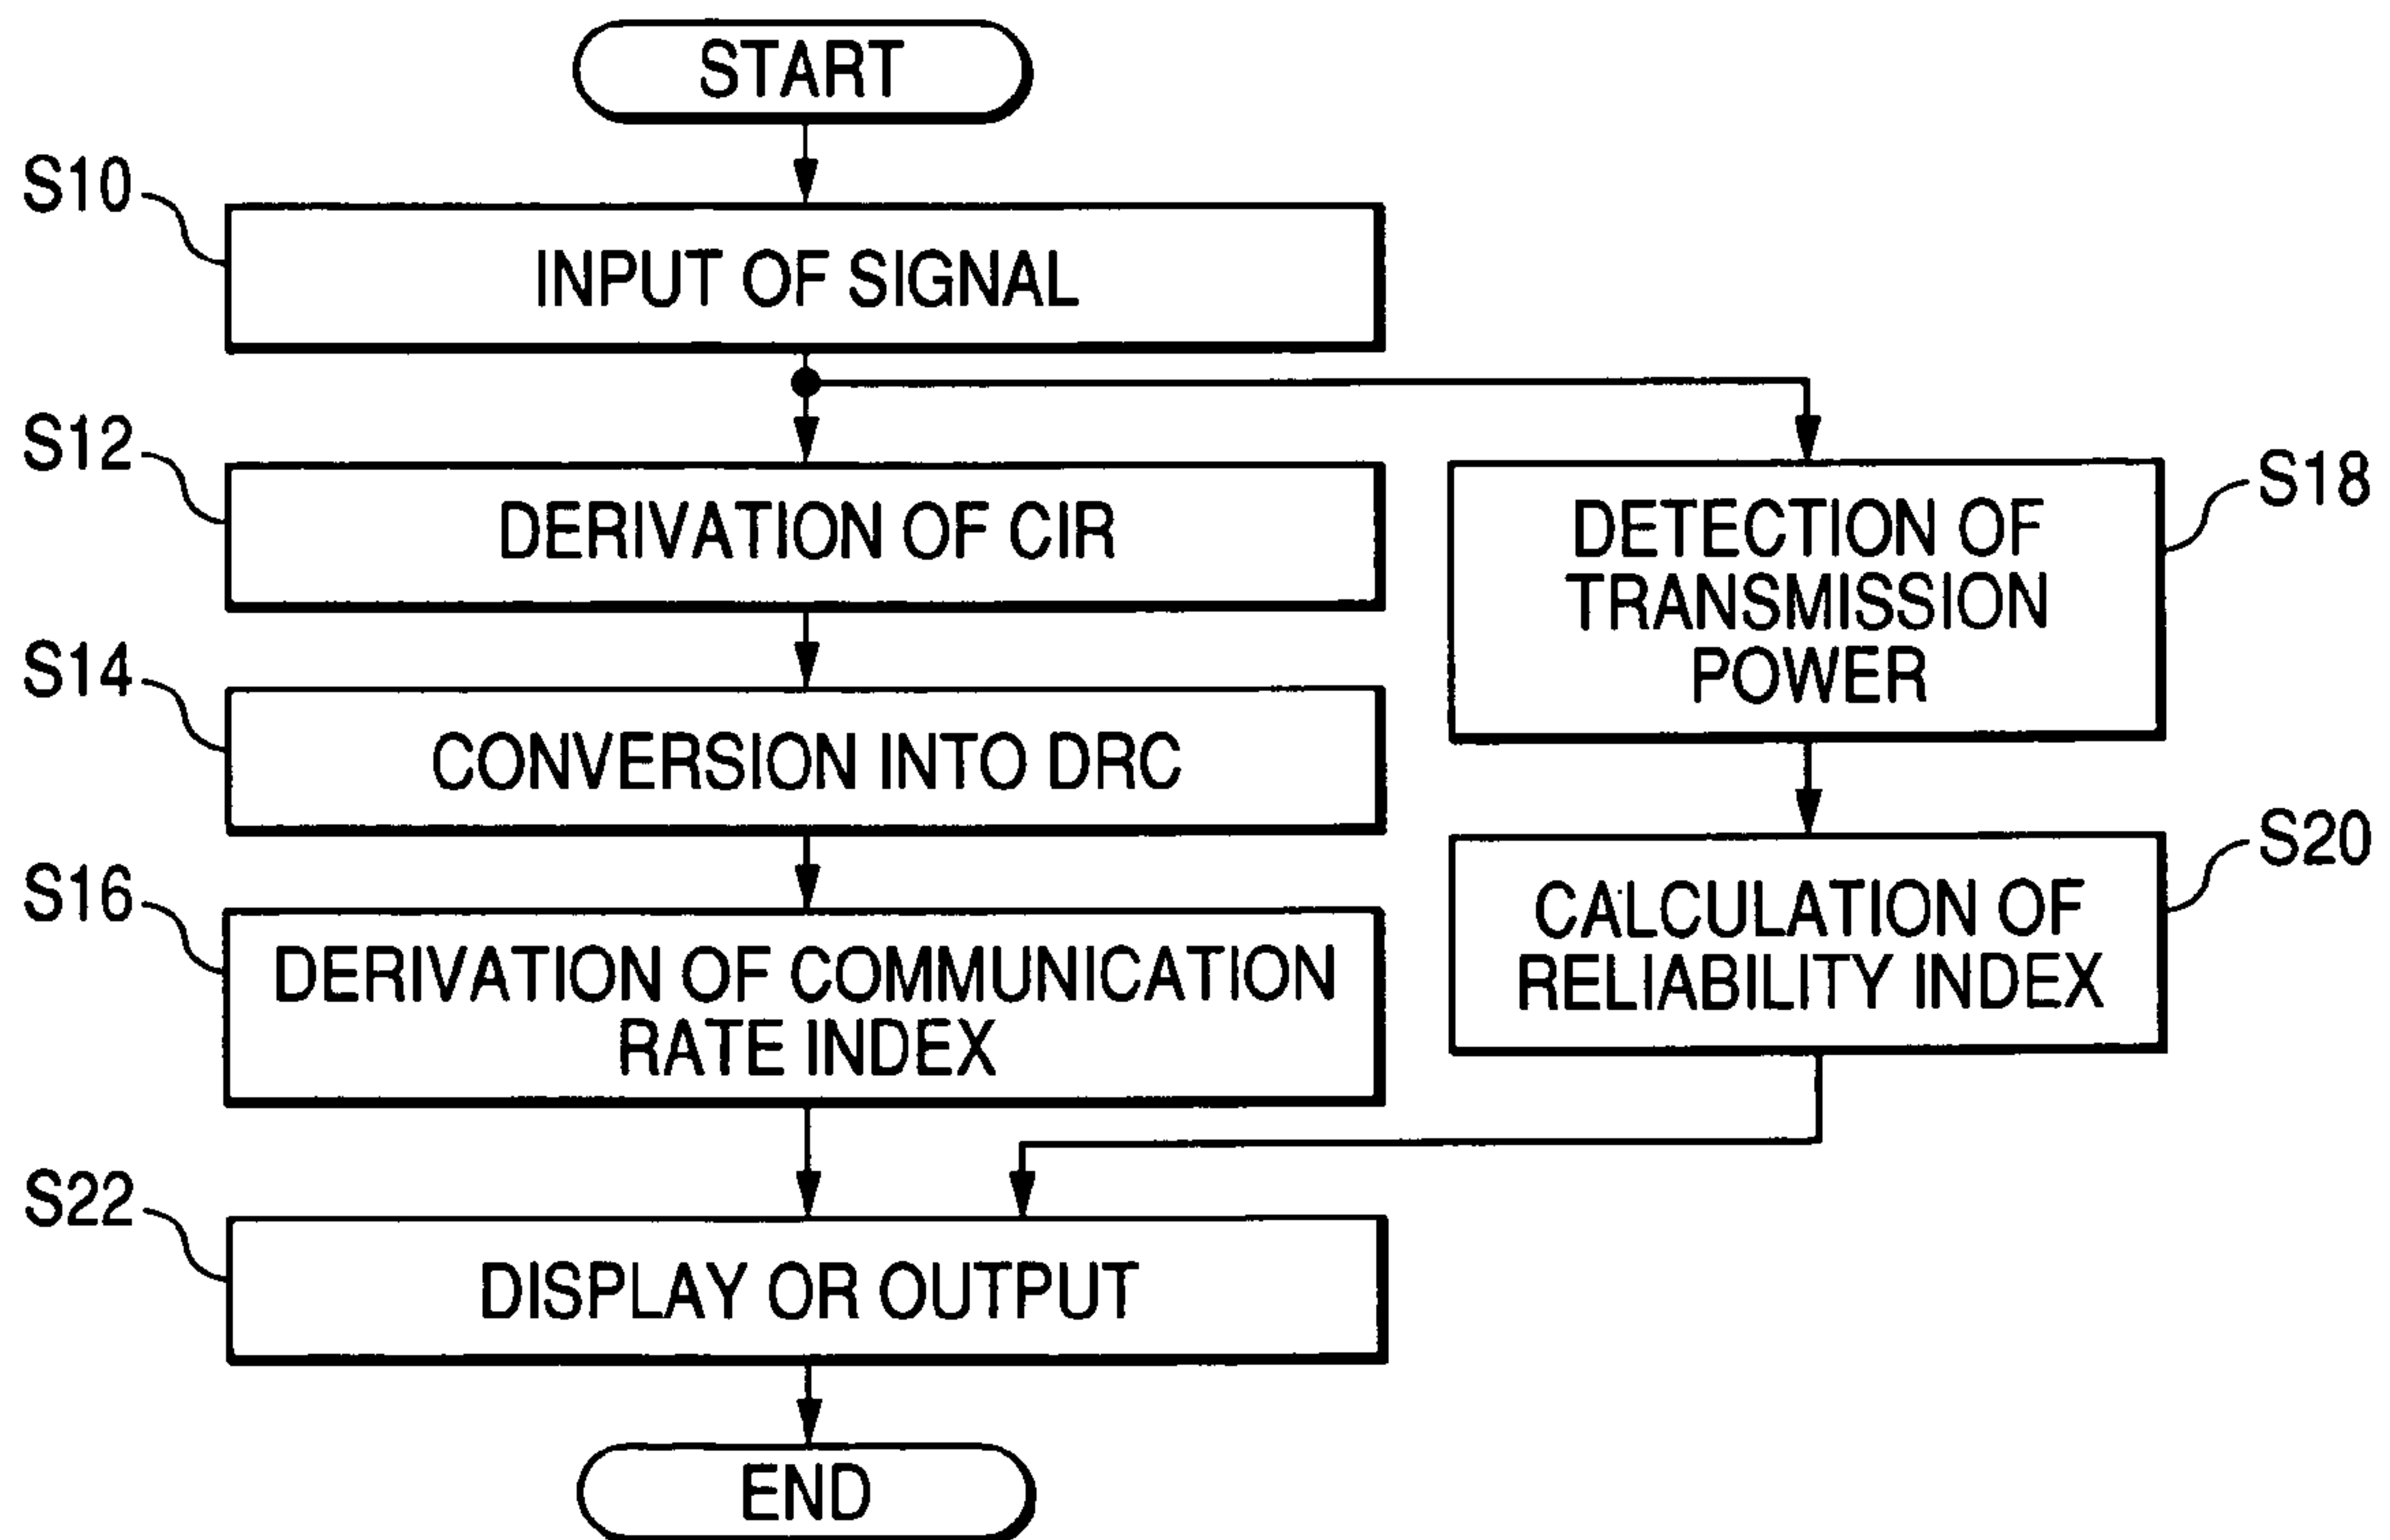 START
S10
INPUT OF SIGNAL
S12
DERIVATION OF CIR
S14
CONVERSION INTO DRC
S16
DERIVATION OF COMMUNICATION
RATE INDEX
S18
DETECTION OF
TRANSMISSION
POWER
S20
CALCULATION OF
RELIABILITY INDEX
S22
DISPLAY OR OUTPUT
END